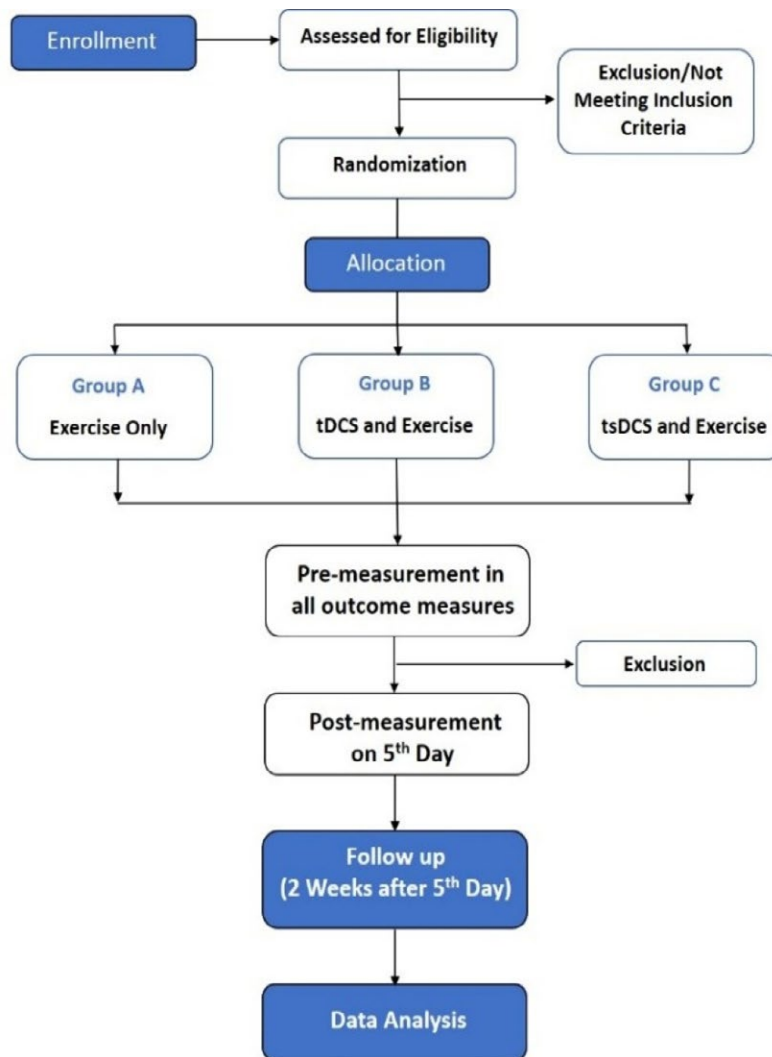 Enrollment
Assessed for Eligibility
Exclusion/Not
Meeting Inclusion
Criteria
Randomization
Allocation
Group A
Exercise Only
Group B
tDCS and Exercise
Group C
tsDCS and Exercise
Pre-measurement in
all outcome measures
Exclusion
Post-measurement
on 5th Day
Follow up
(2 Weeks after 5th Day)
Data Analysis